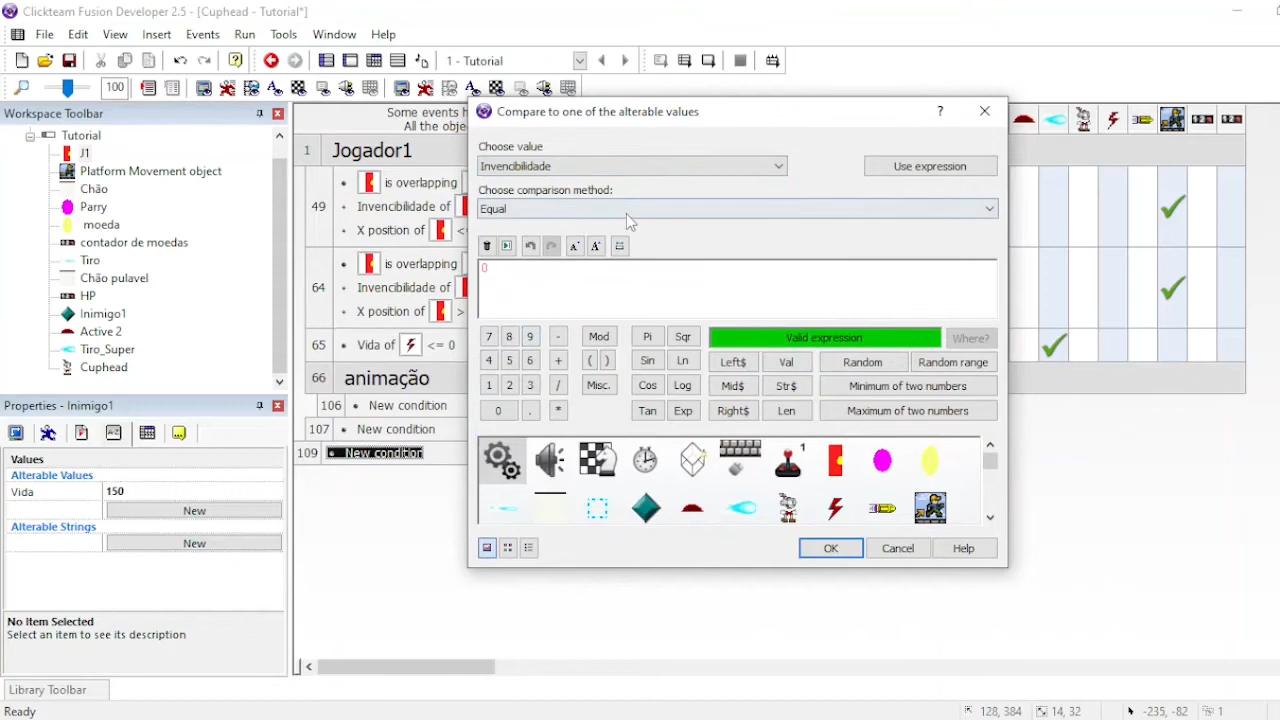 Clickteam Fusion Developer 2.5 - [Cuphead - Tutorial*]
File Edit View Insert Events Run Tools Window Help
1 - Tutorial
100
Workspace Toolbar
Tutorial
J1
Platform Movement object
Chão
Parry
moeda
contador de moedas
Tiro
Chão pulavel
HP
Inimigo1
Active 2
Tiro_Super
Cuphead
Properties - Inimigo1
Values
Alterable Values
Vida 150
New
Alterable Strings
New
No Item Selected
Select an item to see its description
Library Toolbar
Ready
Some events h
All the obje
1 Jogador1
49 • is overlapping
• Invencibilidade of
• X position of <
64 • is overlapping
• Invencibilidade of
• X position of >
65 • Vida of <= 0
66 animação
106 • New condition
107 • New condition
109 • New condition
Compare to one of the alterable values
?
Choose value
Invencibilidade
Use expression
Choose comparison method:
Equal
0
7 8 9 - Mod Pi Sqr Valid expression Where?
4 5 6 + ( ) Sin Ln Left$ Val Random Random range
1 2 3 / Misc. Cos Log Mid$ Str$ Minimum of two numbers
0 . * Tan Exp Right$ Len Maximum of two numbers
1
OK Cancel Help
128, 384 14, 32 -235, -82 1